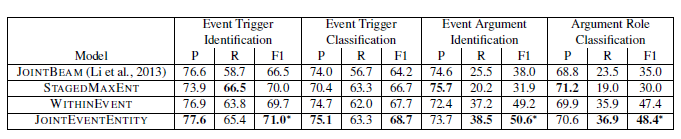 Event Trigger Event Trigger Event Argument Argument Role
Identification Classification Identification Classification
Model P R F1 P R F1 P R F1 P R F1
JOINTBEAM (Li et al., 2013) 76.6 58.7 66.5 74.0 56.7 64.2 74.6 25.5 38.0 68.8 23.5 35.0
STAGEDMAXENT 73.9 66.5 70.0 70.4 63.3 66.7 75.7 20.2 31.9 71.2 19.0 30.0
WITHINEVENT 76.9 63.8 69.7 74.7 62.0 67.7 72.4 37.2 49.2 69.9 35.9 47.4
JOINTEVENTENTITY 77.6 65.4 71.0* 75.1 63.3 68.7 73.7 38.5 50.6* 70.6 36.9 48.4*